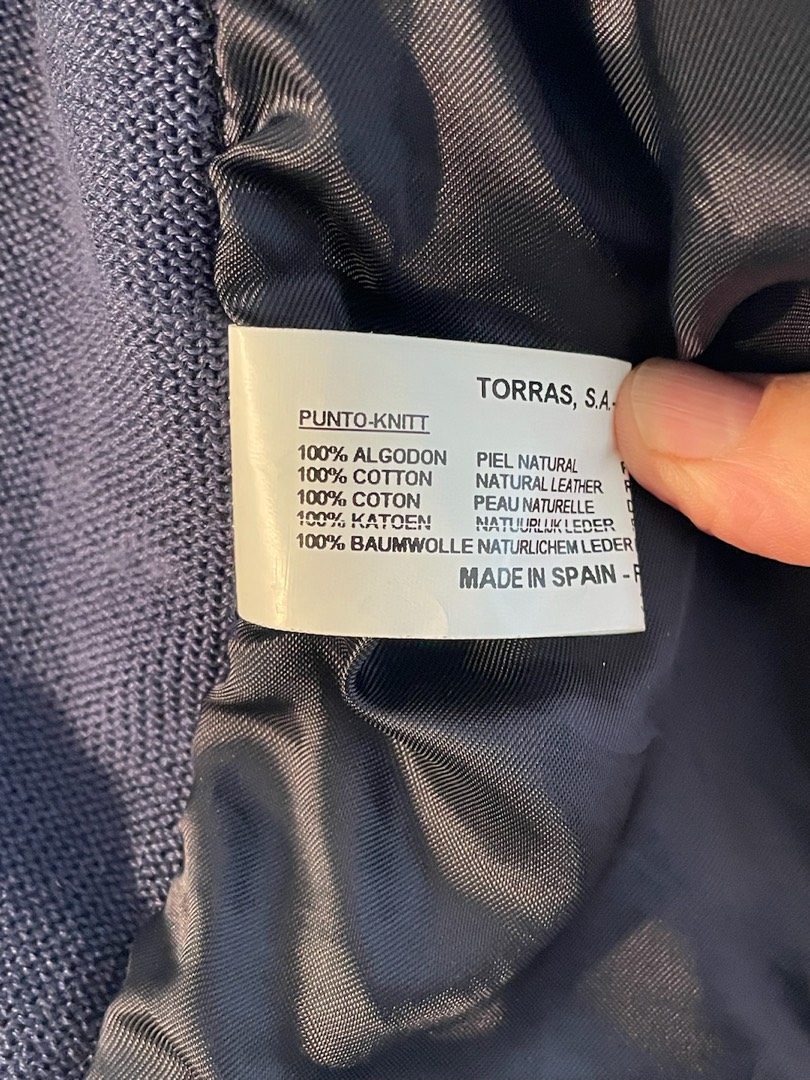 TORRAS, S.A.-
PUNTO-KNITT
100% ALGODON PIEL NATURAL
100% COTTON NATURAL LEATHER
100% COTON PEAU NATURELLE
100% KATOEN NATUURLIJK LEDER
100% BAUMWOLLE NATURLICHEM LEDER
MADE IN SPAIN -